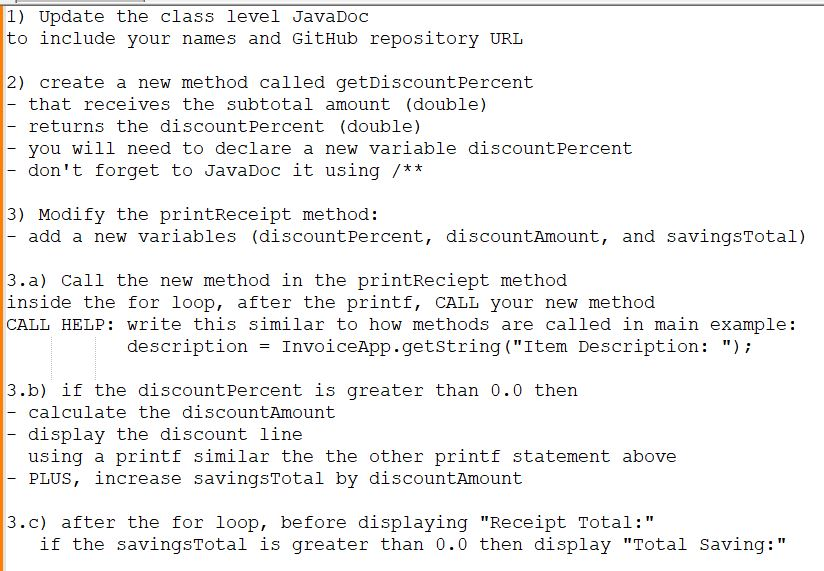 1) Update the class level JavaDoc
to include your names and GitHub repository URL
2) create a new method called getDiscountPercent
- that receives the subtotal amount (double)
- returns the discountPercent (double)
- you will need to declare a new variable discountPercent
- don't forget to JavaDoc it using /**
3) Modify the printReceipt method:
- add a new variables (discountPercent, discountAmount, and savingsTotal)
3.a) Call the new method in the printReciept method
inside the for loop, after the printf, CALL your new method
CALL HELP: write this similar to how methods are called in main example:
description = InvoiceApp.getString("Item Description: ");
3.b) if the discountPercent is greater than 0.0 then
- calculate the discountAmount
- display the discount line
using a printf similar the the other printf statement above
- PLUS, increase savingsTotal by discountAmount
3.c) after the for loop, before displaying "Receipt Total:"
if the savingsTotal is greater than 0.0 then display "Total Saving:"